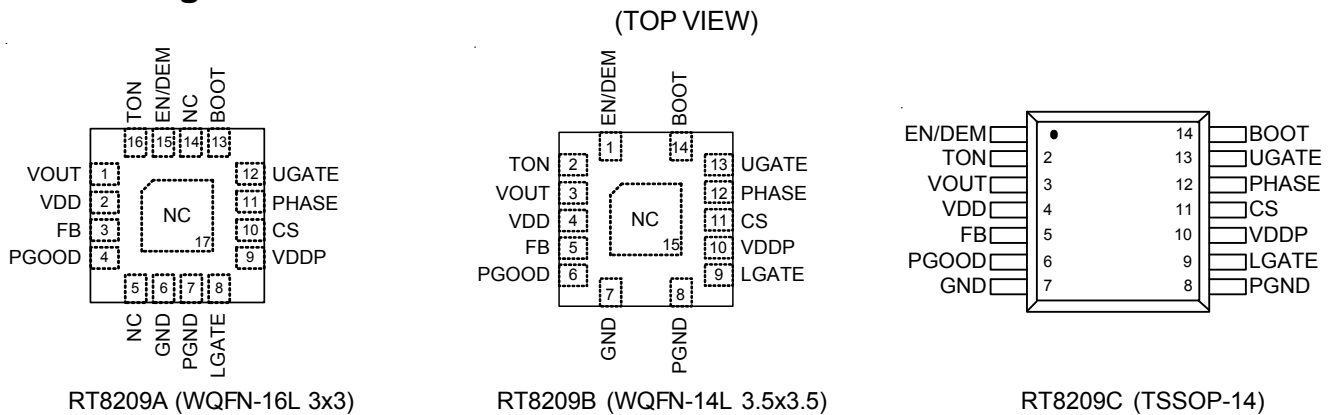 (TOP VIEW)
TON
EN/DEM
NC
BOOT
16 15 14 13
VOUT 1
VDD 2
FB 3
PGOOD 4
NC
17
12 UGATE
11 PHASE
10 CS
9 VDDP
5 6 7 8
NC
GND
PGND
LGATE
RT8209A (WQFN-16L 3x3)
EN/DEM
BOOT
1 14
TON 2
VOUT 3
VDD 4
FB 5
PGOOD 6
NC
15
13 UGATE
12 PHASE
11 CS
10 VDDP
9 LGATE
7 8
GND
PGND
RT8209B (WQFN-14L 3.5x3.5)
EN/DEM 14 BOOT
TON 2 13 UGATE
VOUT 3 12 PHASE
VDD 4 11 CS
FB 5 10 VDDP
PGOOD 6 9 LGATE
GND 7 8 PGND
RT8209C (TSSOP-14)